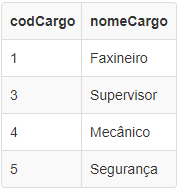 codCargo nomeCargo
1 Faxineiro
3 Supervisor
4 Mecânico
5 Segurança